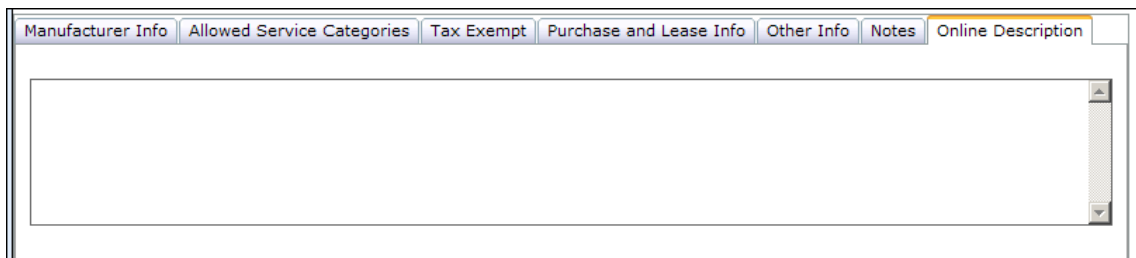 Manufacturer Info Allowed Service Categories Tax Exempt Purchase and Lease Info Other Info Notes Online Description